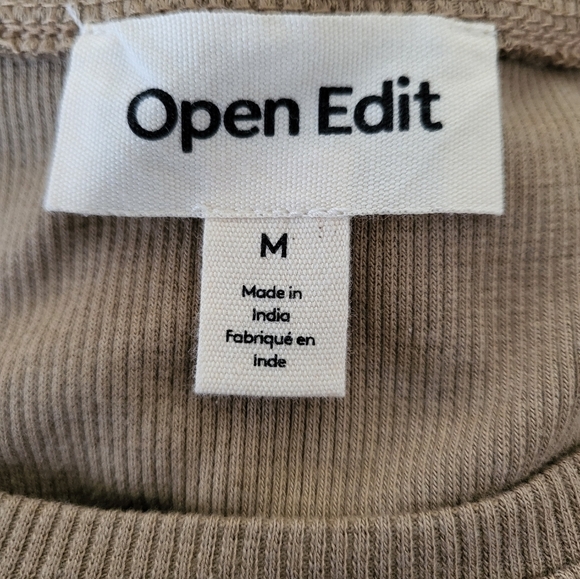 Open Edit
M
Made in
India
Fabriqué en
Inde